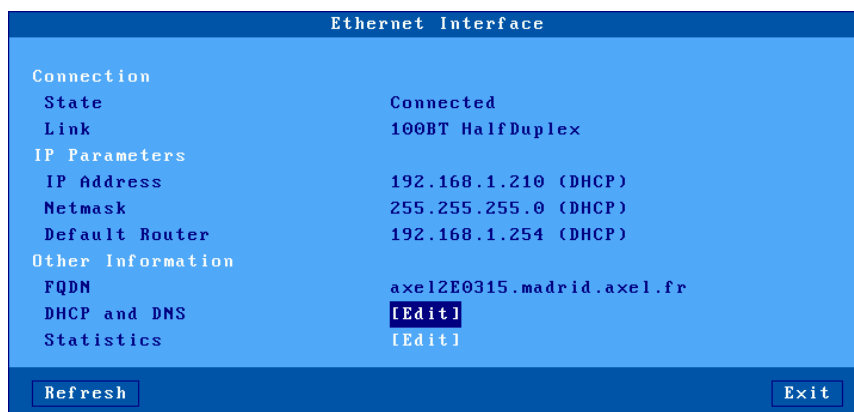 Ethernet Interface
Connection
State Connected
Link 100BT HalfDuplex
IP Parameters
IP Address 192.168.1.210 (DHCP)
Netmask 255.255.255.0 (DHCP)
Default Router 192.168.1.254 (DHCP)
Other Information
FQDN axel2E0315.madrid.axel.fr
DHCP and DNS [Edit]
Statistics [Edit]
Refresh Exit